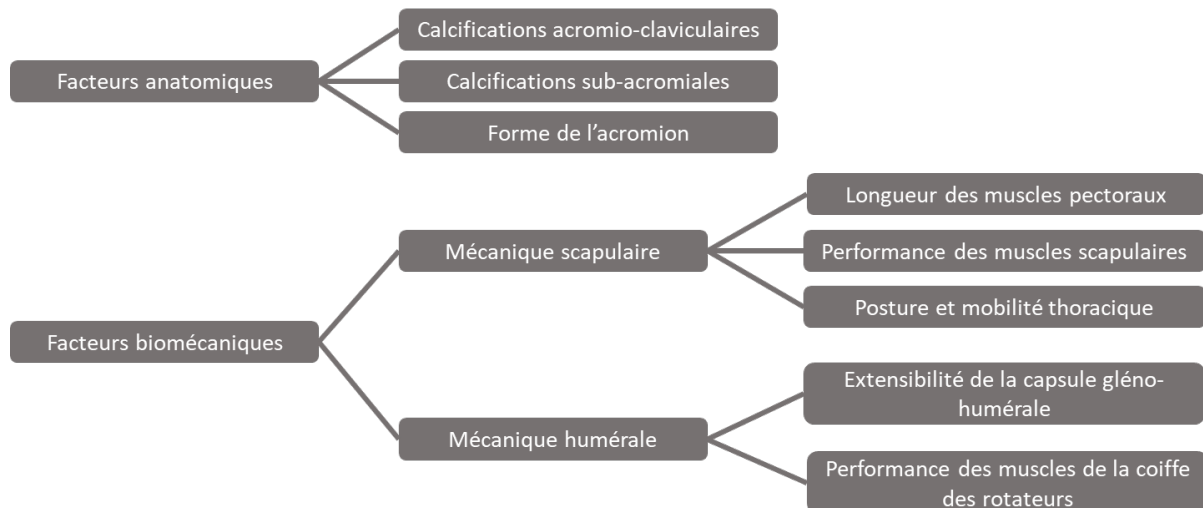 Calcifications acromio-claviculaires
Facteurs anatomiques
Calcifications sub-acromiales
Forme de l’acromion
Longueur des muscles pectoraux
Mécanique scapulaire
Performance des muscles scapulaires
Posture et mobilité thoracique
Facteurs biomécaniques
Extensibilité de la capsule gléno-
humérale
Mécanique humérale
Performance des muscles de la coiffe
des rotateurs